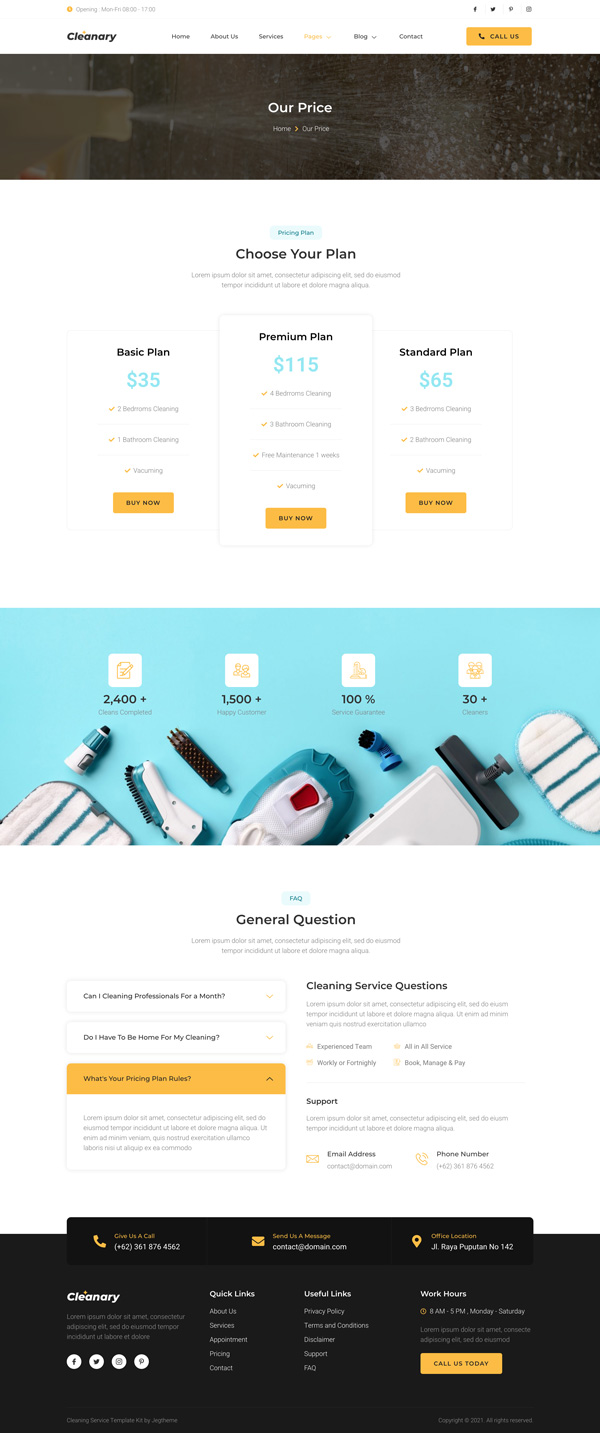 Opening : Mon-Fri 08:00 - 17:00
Cleanary
Home
About Us
Services
Pages
Blog
Contact
CALL US
Our Price
Home > Our Price
Pricing Plan
Choose Your Plan
Lorem ipsum dolor sit amet, consectetur adipiscing elit, sed do eiusmod
tempor incididunt ut labore et dolore magna aliqua.
Basic Plan
$35
2 Bedrroms Cleaning
1 Bathroom Cleaning
Vacuming
BUY NOW
Premium Plan
$115
4 Bedrroms Cleaning
3 Bathroom Cleaning
Free Maintenance 1 weeks
Vacuming
BUY NOW
Standard Plan
$65
3 Bedrroms Cleaning
2 Bathroom Cleaning
Vacuming
BUY NOW
2,400 +
Cleans Completed
1,500 +
Happy Customer
100 %
Service Guarantee
30 +
Cleaners
FAQ
General Question
Lorem ipsum dolor sit amet, consectetur adipiscing elit, sed do eiusmod
tempor incididunt ut labore et dolore magna aliqua.
Can I Cleaning Professionals For a Month?
Do I Have To Be Home For My Cleaning?
What's Your Pricing Plan Rules?
Lorem ipsum dolor sit amet, consectetur adipiscing elit, sed do
eiusmod tempor incididunt ut labore et dolore magna aliqua. Ut
enim ad minim veniam, quis nostrud exercitation ullamco
laboris nisi ut aliquip ex ea commodo
Cleaning Service Questions
Lorem ipsum dolor sit amet, consectetur adipiscing elit, sed do eiusm
tempor incididunt ut labore et dolore magna aliqua. Ut enim ad minim
veniam quis nostrud exercitation ullamco
Experienced Team
All in All Service
Workly or Fortnighly
Book, Manage & Pay
Support
Lorem ipsum dolor sit amet, consectetur adipiscing elit, sed do eiusmod
tempor incididunt ut labore et dolore magna aliqua.
Email Address
contact@domain.com
Phone Number
(+62) 361 876 4562
Give Us A Call
(+62) 361 876 4562
Send Us A Message
contact@domain.com
Office Location
Jl. Raya Puputan No 142
Cleanary
Lorem ipsum dolor sit amet, consectetur
adipiscing elit, sed do eiusmod tempor
incididunt ut labore et dolore
Quick Links
About Us
Services
Appointment
Pricing
Contact
Useful Links
Privacy Policy
Terms and Conditions
Disclaimer
Support
FAQ
Work Hours
8 AM - 5 PM , Monday - Saturday
Lorem ipsum dolor sit amet, consecte
adipiscing elit, sed do eiusmod
CALL US TODAY
Cleaning Service Template Kit by Jegtheme
Copyright © 2021. All rights reserved.